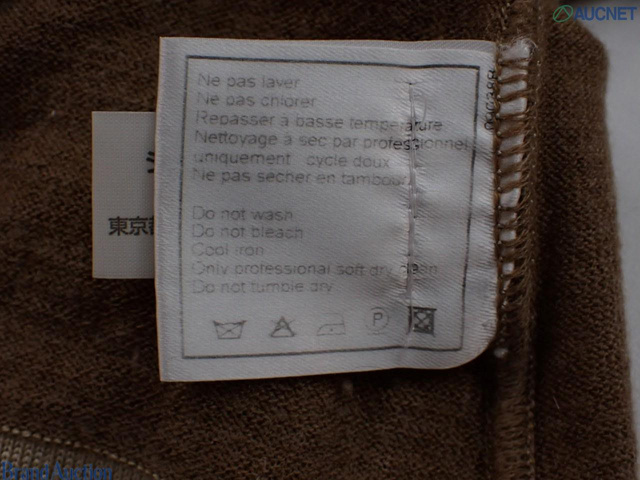 AUCNET
Ne pas laver
Ne pas chlorer
Repasser à basse température
Nettoyage à sec par professionnel
uniquement cycle doux
Ne pas secher en tambour
Do not wash
Do not bleach
Cool iron
Only professional soft dry clean
Do not tumble dry
P
東京都
Brand Auction